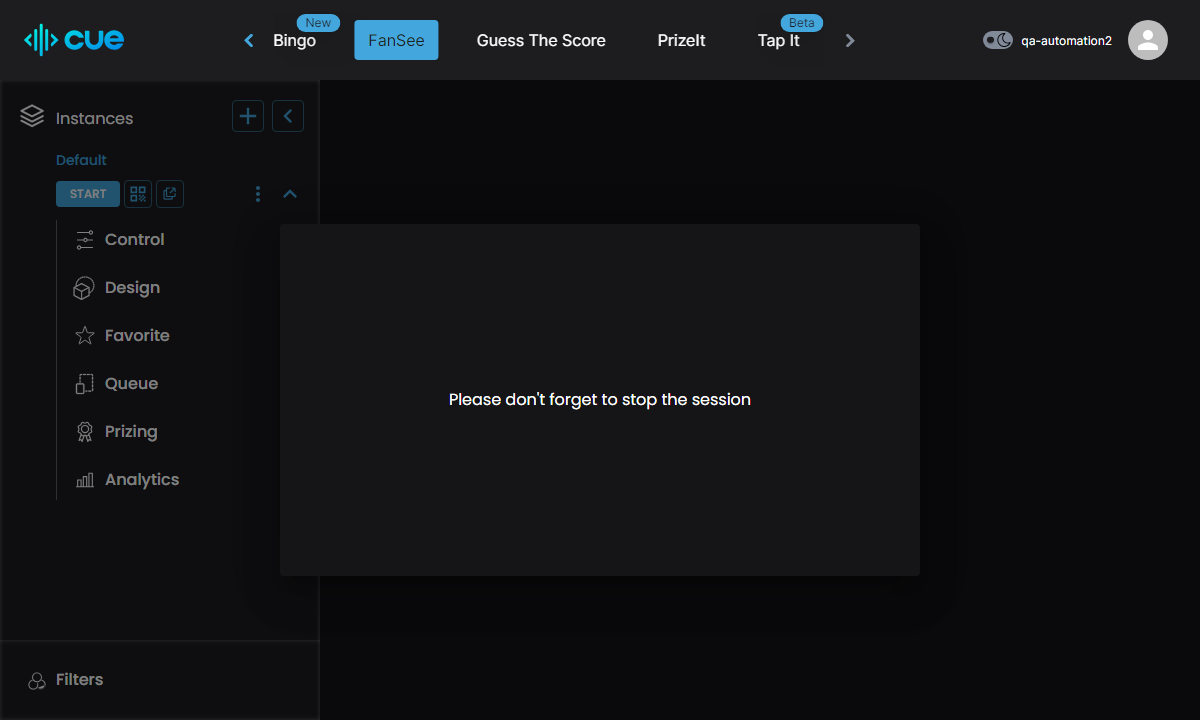 cue
New
Beta
Bingo
FanSee
Guess The Score
PrizeIt
Tap It
qa-automation2
Instances
Default
START
Control
Design
Favorite
Queue
Prizing
Analytics
Please don't forget to stop the session
Filters